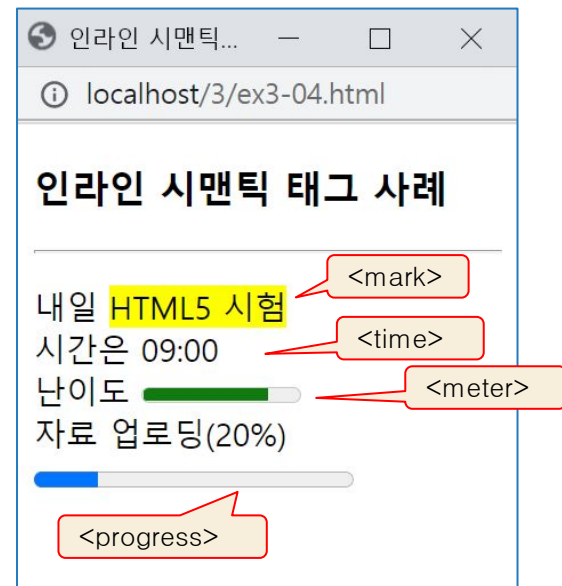 인라인 시맨틱...
localhost/3/ex3-04.html
인라인 시맨틱 태그 사례
<mark>
내일 HTML5 시험
시간은 09:00
<time>
난이도
<meter>
자료 업로딩(20%)
<progress>